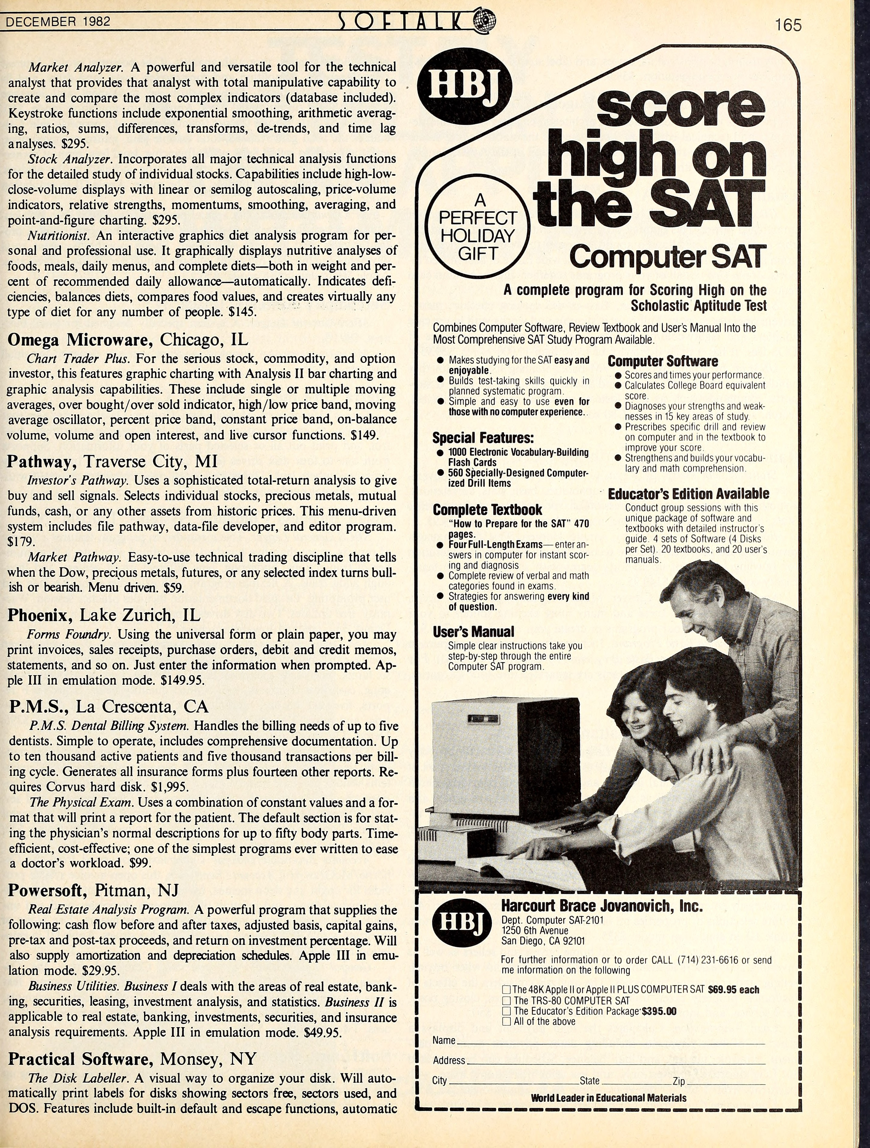 DECEMBER 1982
SOFTALK
165
Market Analyzer. A powerful and versatile tool for the technical
analyst that provides that analyst with total manipulative capability to
create and compare the most complex indicators (database included).
Keystroke functions include exponential smoothing, arithmetic averag-
ing, ratios, sums, differences, transforms, de-trends, and time lag
analyses. $295.
Stock Analyzer. Incorporates all major technical analysis functions
for the detailed study of individual stocks. Capabilities include high-low-
close-volume displays with linear or semilog autoscaling, price-volume
indicators, relative strengths, momentums, smoothing, averaging, and
point-and-figure charting. $295.
Nutritionist. An interactive graphics diet analysis program for per-
sonal and professional use. It graphically displays nutritive analyses of
foods, meals, daily menus, and complete diets—both in weight and per-
cent of recommended daily allowance—automatically. Indicates defi-
ciencies, balances diets, compares food values, and creates virtually any
type of diet for any number of people. $145.
Omega Microware, Chicago, IL
Chart Trader Plus. For the serious stock, commodity, and option
investor, this features graphic charting with Analysis II bar charting and
graphic analysis capabilities. These include single or multiple moving
averages, over bought/over sold indicator, high/low price band, moving
average oscillator, percent price band, constant price band, on-balance
volume, volume and open interest, and live cursor functions. $149.
Pathway, Traverse City, MI
Investor's Pathway. Uses a sophisticated total-return analysis to give
buy and sell signals. Selects individual stocks, precious metals, mutual
funds, cash, or any other assets from historic prices. This menu-driven
system includes file pathway, data-file developer, and editor program.
$179.
Market Pathway. Easy-to-use technical trading discipline that tells
when the Dow, precious metals, futures, or any selected index turns bull-
ish or bearish. Menu driven. $59.
Phoenix, Lake Zurich, IL
Forms Foundry. Using the universal form or plain paper, you may
print invoices, sales receipts, purchase orders, debit and credit memos,
statements, and so on. Just enter the information when prompted. Ap-
ple III in emulation mode. $149.95.
P.M.S., La Crescenta, CA
P.M.S. Dental Billing System. Handles the billing needs of up to five
dentists. Simple to operate, includes comprehensive documentation. Up
to ten thousand active patients and five thousand transactions per bill-
ing cycle. Generates all insurance forms plus fourteen other reports. Re-
quires Corvus hard disk. $1,995.
The Physical Exam. Uses a combination of constant values and a for-
mat that will print a report for the patient. The default section is for stat-
ing the physician's normal descriptions for up to fifty body parts. Time-
efficient, cost-effective; one of the simplest programs ever written to ease
a doctor's workload. $99.
Powersoft, Pitman, NJ
Real Estate Analysis Program. A powerful program that supplies the
following: cash flow before and after taxes, adjusted basis, capital gains,
pre-tax and post-tax proceeds, and return on investment percentage. Will
also supply amortization and depreciation schedules. Apple III in emu-
lation mode. $29.95.
Business Utilities. Business I deals with the areas of real estate, bank-
ing, securities, leasing, investment analysis, and statistics. Business II is
applicable to real estate, banking, investments, securities, and insurance
analysis requirements. Apple III in emulation mode. $49.95.
Practical Software, Monsey, NY
The Disk Labeller. A visual way to organize your disk. Will auto-
matically print labels for disks showing sectors free, sectors used, and
DOS. Features include built-in default and escape functions, automatic
HBJ
score
high on
the SAT
A
PERFECT
HOLIDAY
GIFT
Computer SAT
A complete program for Scoring High on the
Scholastic Aptitude Test
Combines Computer Software, Review Textbook and User's Manual Into the
Most Comprehensive SAT Study Program Available.
● Makes studying for the SAT easy and
enjoyable.
● Builds test-taking skills quickly in
planned systematic program.
● Simple and easy to use even for
those with no computer experience.
Special Features:
● 1000 Electronic Vocabulary-Building
Flash Cards
● 560 Specially-Designed Computer-
ized Drill Items
Complete Textbook
"How to Prepare for the SAT" 470
pages.
● Four Full-Length Exams—enter an-
swers in computer for instant scor-
ing and diagnosis
● Complete review of verbal and math
categories found in exams.
● Strategies for answering every kind
of question.
User's Manual
Simple clear instructions take you
step-by-step through the entire
Computer SAT program.
Computer Software
● Scores and times your performance.
● Calculates College Board equivalent
score.
● Diagnoses your strengths and weak-
nesses in 15 key areas of study.
● Prescribes specific drill and review
on computer and in the textbook to
improve your score.
● Strengthens and builds your vocabu-
lary and math comprehension.
Educator's Edition Available
Conduct group sessions with this
unique package of software and
textbooks with detailed instructor's
guide. 4 sets of Software (4 Disks
per Set). 20 textbooks, and 20 user's
manuals.
HBJ
Harcourt Brace Jovanovich, Inc.
Dept. Computer SAT-2101
1250 6th Avenue
San Diego, CA 92101
For further information or to order CALL (714) 231-6616 or send
me information on the following
□ The 48K Apple II or Apple II PLUS COMPUTER SAT $69.95 each
□ The TRS-80 COMPUTER SAT
□ The Educator's Edition Package $395.00
□ All of the above
Name
Address
City State Zip
World Leader in Educational Materials